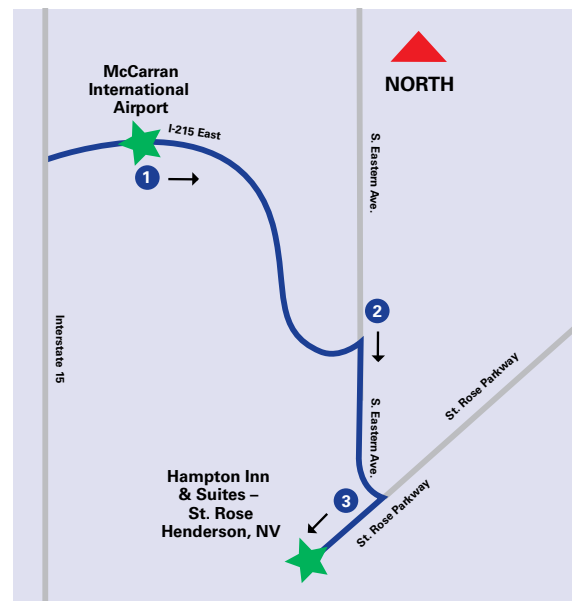 McCarran
International
Airport
NORTH
I-215 East
1
S. Eastern Ave.
2
Interstate 15
St. Rose Parkway
S. Eastern Ave.
Hampton Inn
& Suites –
St. Rose
Henderson, NV
3
St. Rose Parkway